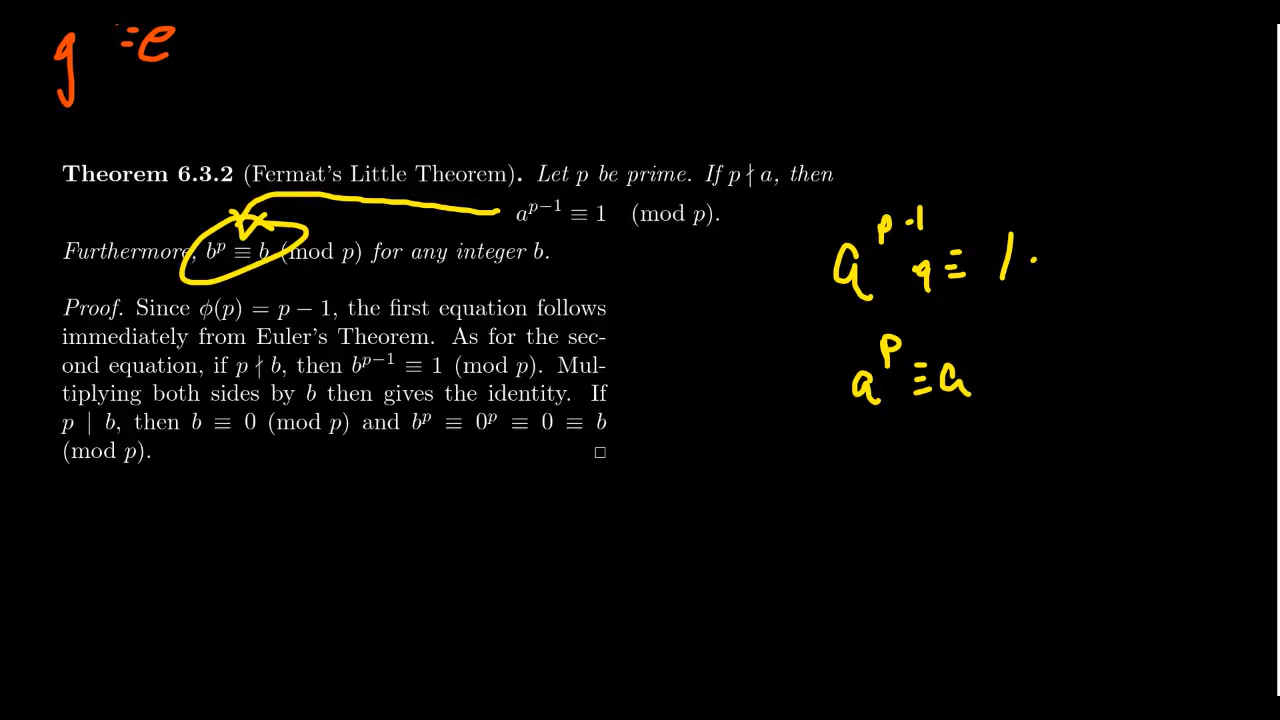 g ≡e
Theorem 6.3.2 (Fermat's Little Theorem). Let p be prime. If p ∤ a, then
a^{p−1} ≡ 1 (mod p).
Furthermore, b^p ≡ b (mod p) for any integer b.
Proof. Since ϕ(p) = p − 1, the first equation follows
immediately from Euler's Theorem. As for the sec-
ond equation, if p ∤ b, then b^{p−1} ≡ 1 (mod p). Mul-
tiplying both sides by b then gives the identity. If
p | b, then b ≡ 0 (mod p) and b^p ≡ 0^p ≡ 0 ≡ b
(mod p). □
a^{p-1} a ≡ 1 ·
a^p ≡ a